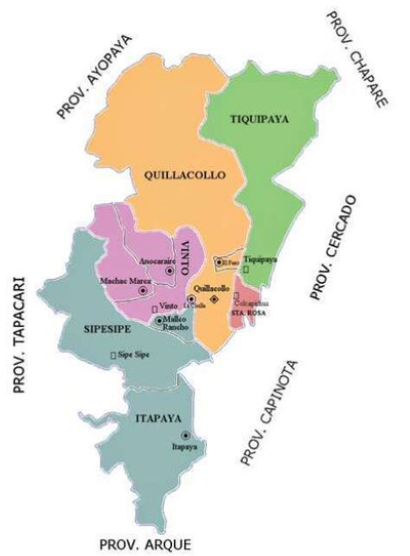 PROV. AYOPAYA
PROV. CHAPARE
TIQUIPAYA
QUILLACOLLO
PROV. CERCADO
PROV. TAPACARI
VINTO
Anocaraire
El Paso
Tiquipaya
Machac Marca
Quillacollo
Colcapirhua
Vinto
La Chulla
STA. ROSA
Mallco
Rancho
SIPESIPE
Sipe Sipe
PROV. CAPINOTA
ITAPAYA
Itapaya
PROV. ARQUE